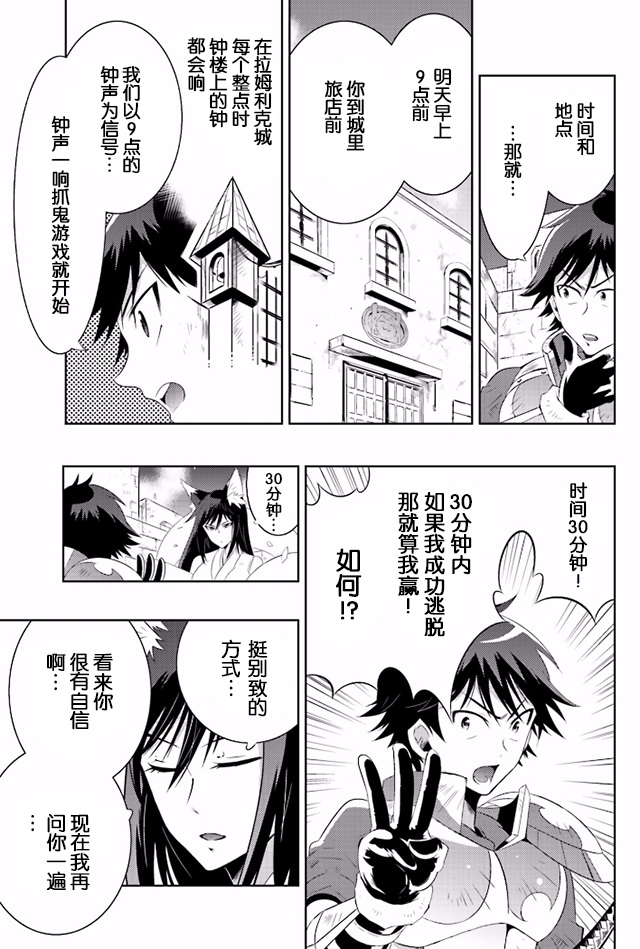 时间和
地点
…那就…
明天早上
9点前
你到城里
旅店前
在拉姆利克城
每个整点时
钟楼上的钟
都会响
我们以9点的
钟声为信号…
钟声一响抓鬼游戏就开始
时间30分钟!
30分钟内
如果我成功逃脱
那就算我赢!
如何!?
30分钟…
挺别致的
方式…
看来你
很有自信
啊…
现在我再
问你一遍
…